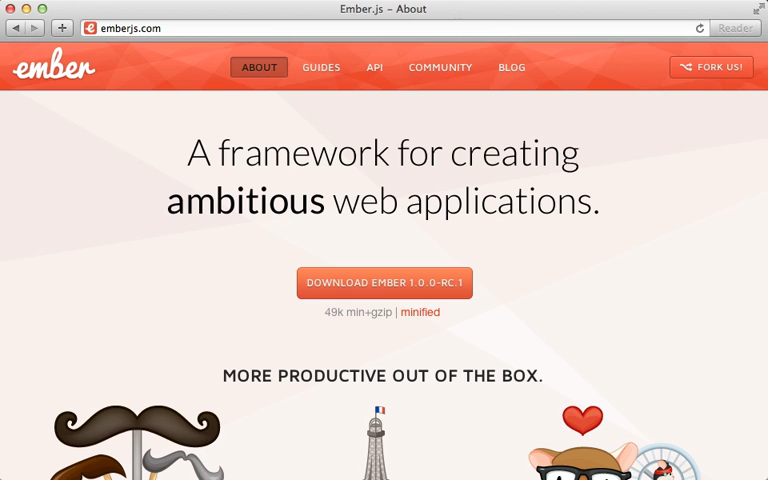 Ember.js – About
emberjs.com
Reader
ember
ABOUT
GUIDES
API
COMMUNITY
BLOG
FORK US!
A framework for creating
ambitious web applications.
DOWNLOAD EMBER 1.0.0-RC.1
49k min+gzip | minified
MORE PRODUCTIVE OUT OF THE BOX.